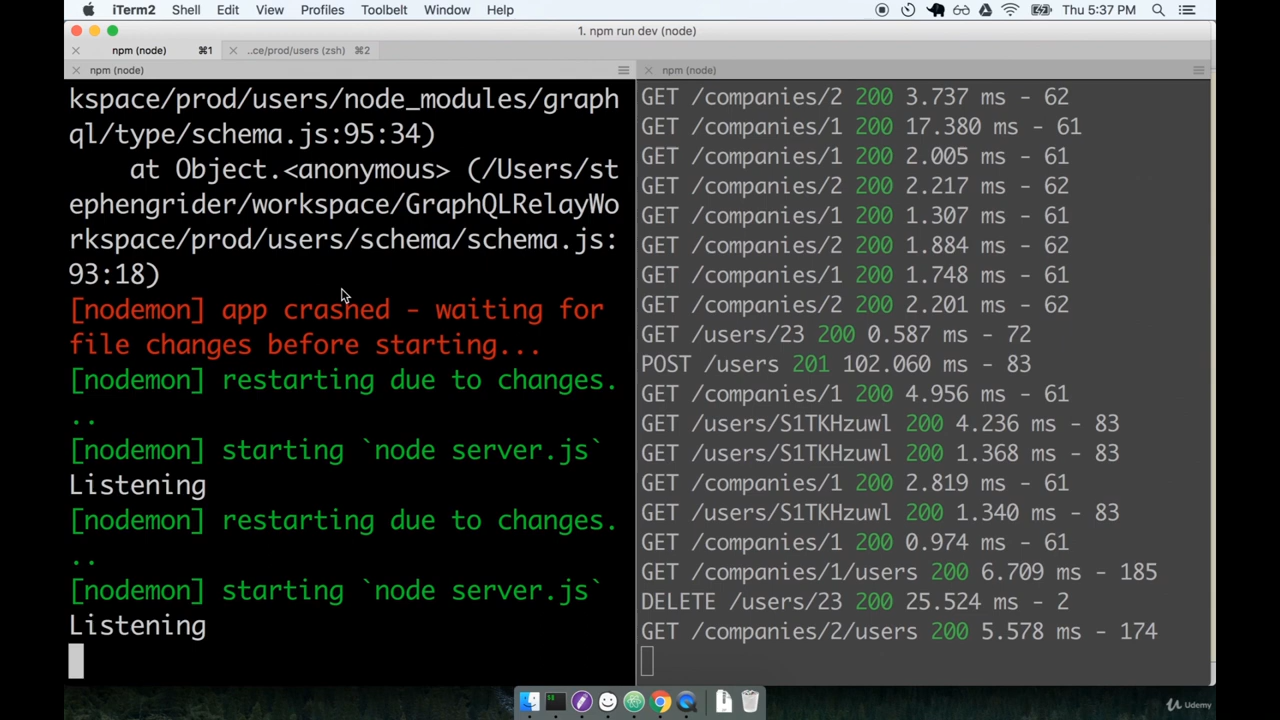 iTerm2 Shell Edit View Profiles Toolbelt Window Help Thu 5:37 PM
1. npm run dev (node)
npm (node) ⌘1 ..ce/prod/users (zsh) ⌘2
npm (node)
kspace/prod/users/node_modules/graph
ql/type/schema.js:95:34)
at Object.<anonymous> (/Users/st
ephengrider/workspace/GraphQLRelayWo
rkspace/prod/users/schema/schema.js:
93:18)
[nodemon] app crashed - waiting for
file changes before starting...
[nodemon] restarting due to changes.
..
[nodemon] starting `node server.js`
Listening
[nodemon] restarting due to changes.
..
[nodemon] starting `node server.js`
Listening
npm (node)
GET /companies/2 200 3.737 ms - 62
GET /companies/1 200 17.380 ms - 61
GET /companies/1 200 2.005 ms - 61
GET /companies/2 200 2.217 ms - 62
GET /companies/1 200 1.307 ms - 61
GET /companies/2 200 1.884 ms - 62
GET /companies/1 200 1.748 ms - 61
GET /companies/2 200 2.201 ms - 62
GET /users/23 200 0.587 ms - 72
POST /users 201 102.060 ms - 83
GET /companies/1 200 4.956 ms - 61
GET /users/S1TKHzuwl 200 4.236 ms - 83
GET /users/S1TKHzuwl 200 1.368 ms - 83
GET /companies/1 200 2.819 ms - 61
GET /users/S1TKHzuwl 200 1.340 ms - 83
GET /companies/1 200 0.974 ms - 61
GET /companies/1/users 200 6.709 ms - 185
DELETE /users/23 200 25.524 ms - 2
GET /companies/2/users 200 5.578 ms - 174
Udemy